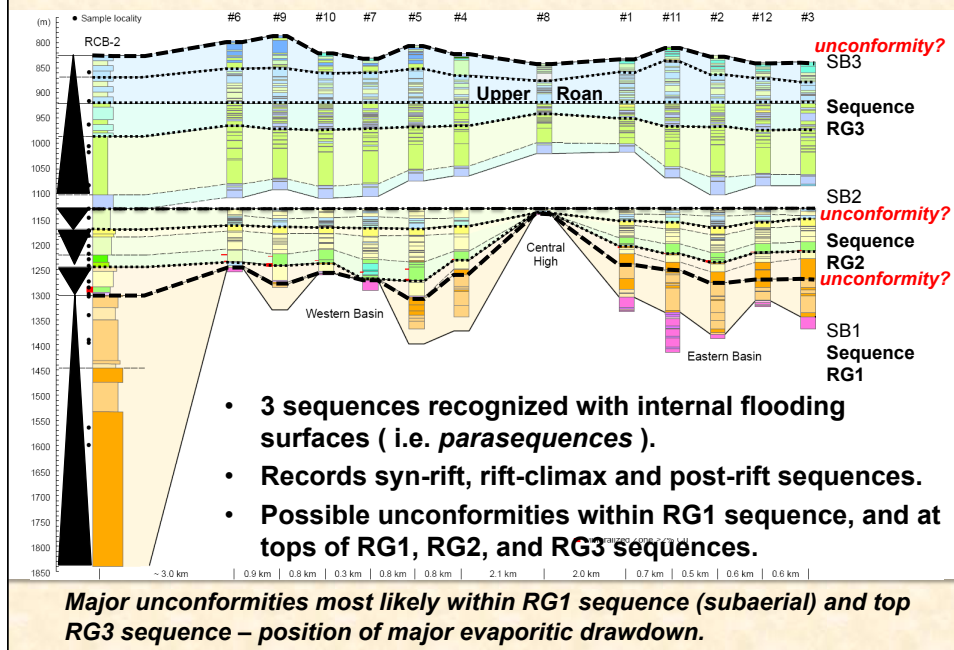 (m) • Sample locality #6 #9 #10 #7 #5 #4 #8 #1 #11 #12 #3
RCB-2
unconformity?
SB3
800
850
900
950
1000
1050
1100
1150
1200
1250
1300
1350
1400
1450
1500
1550
1600
1650
1700
1750
1800
1850
Upper Roan
Sequence
RG3
SB2
unconformity?
Sequence
RG2
unconformity?
Central
High
Western Basin
Eastern Basin
SB1
Sequence
RG1
• 3 sequences recognized with internal flooding
surfaces ( i.e. parasequences ).
• Records syn-rift, rift-climax and post-rift sequences.
• Possible unconformities within RG1 sequence, and at
tops of RG1, RG2, and RG3 sequences.
~ 3.0 km 0.9 km 0.8 km 0.3 km 0.8 km 0.8 km 2.1 km 2.0 km 0.7 km 0.5 km 0.6 km 0.6 km
Major unconformities most likely within RG1 sequence (subaerial) and top
RG3 sequence – position of major evaporitic drawdown.